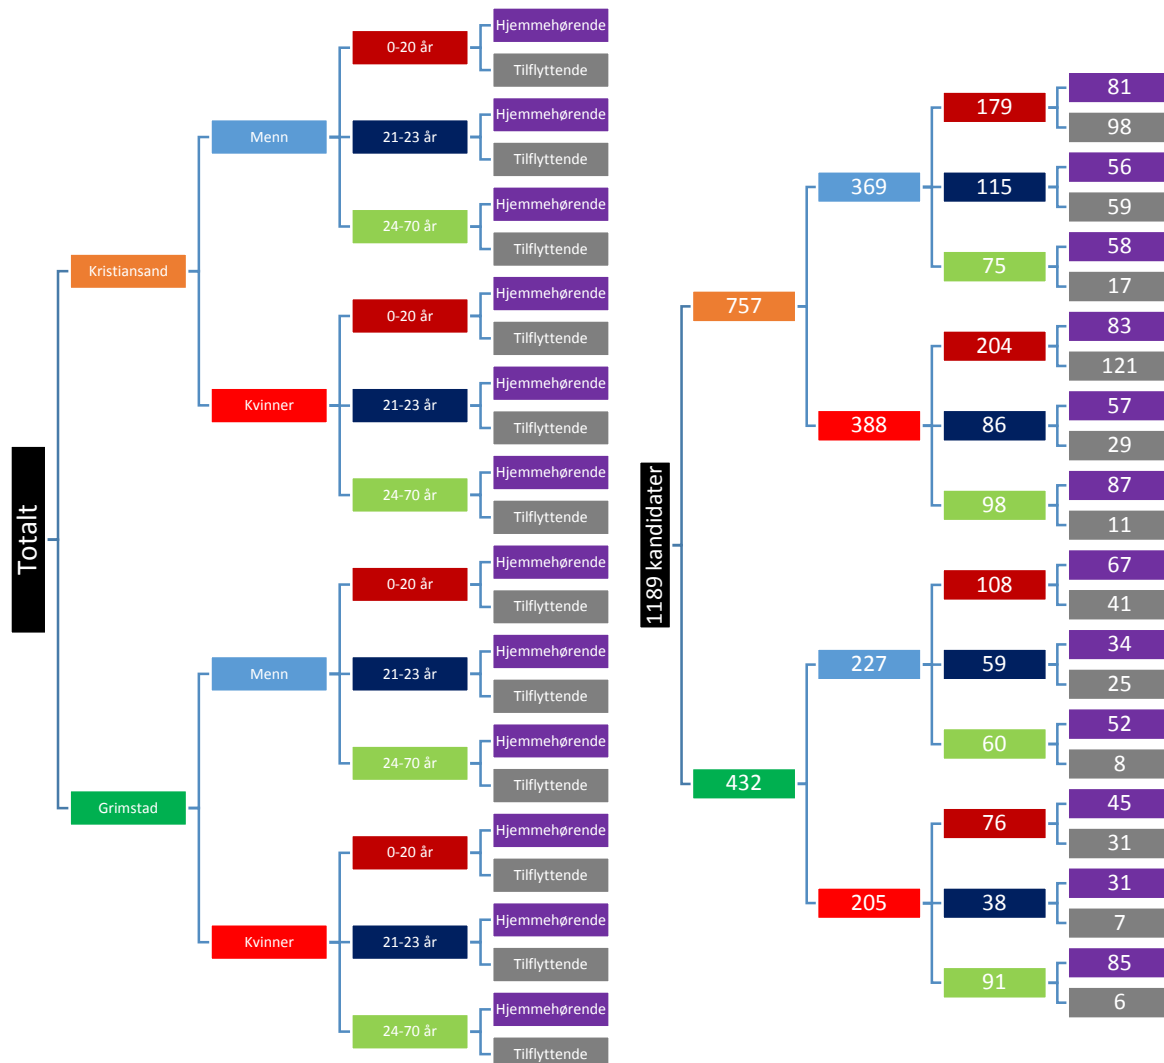 Totalt
Kristiansand
Menn
0-20 år
Hjemmehørende
Tilflyttende
21-23 år
Hjemmehørende
Tilflyttende
24-70 år
Hjemmehørende
Tilflyttende
Kvinner
0-20 år
Hjemmehørende
Tilflyttende
21-23 år
Hjemmehørende
Tilflyttende
24-70 år
Hjemmehørende
Tilflyttende
Grimstad
Menn
0-20 år
Hjemmehørende
Tilflyttende
21-23 år
Hjemmehørende
Tilflyttende
24-70 år
Hjemmehørende
Tilflyttende
Kvinner
0-20 år
Hjemmehørende
Tilflyttende
21-23 år
Hjemmehørende
Tilflyttende
24-70 år
Hjemmehørende
Tilflyttende
1189 kandidater
757
369
179
81
98
115
56
59
75
58
17
388
204
83
121
86
57
29
98
87
11
432
227
108
67
41
59
34
25
60
52
8
205
76
45
31
38
31
7
91
85
6